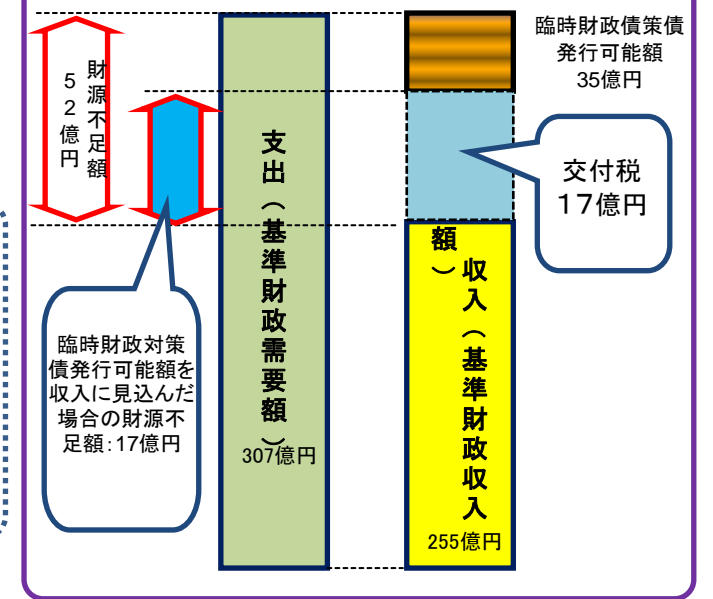 財源不足額
52億円
臨時財政対策
債発行可能額を
収入に見込んだ
場合の財源不
足額:17億円
支出(基準財政需要額)
307億円
臨時財政債策債
発行可能額
35億円
交付税
17億円
収入(基準財政収入
額)
255億円